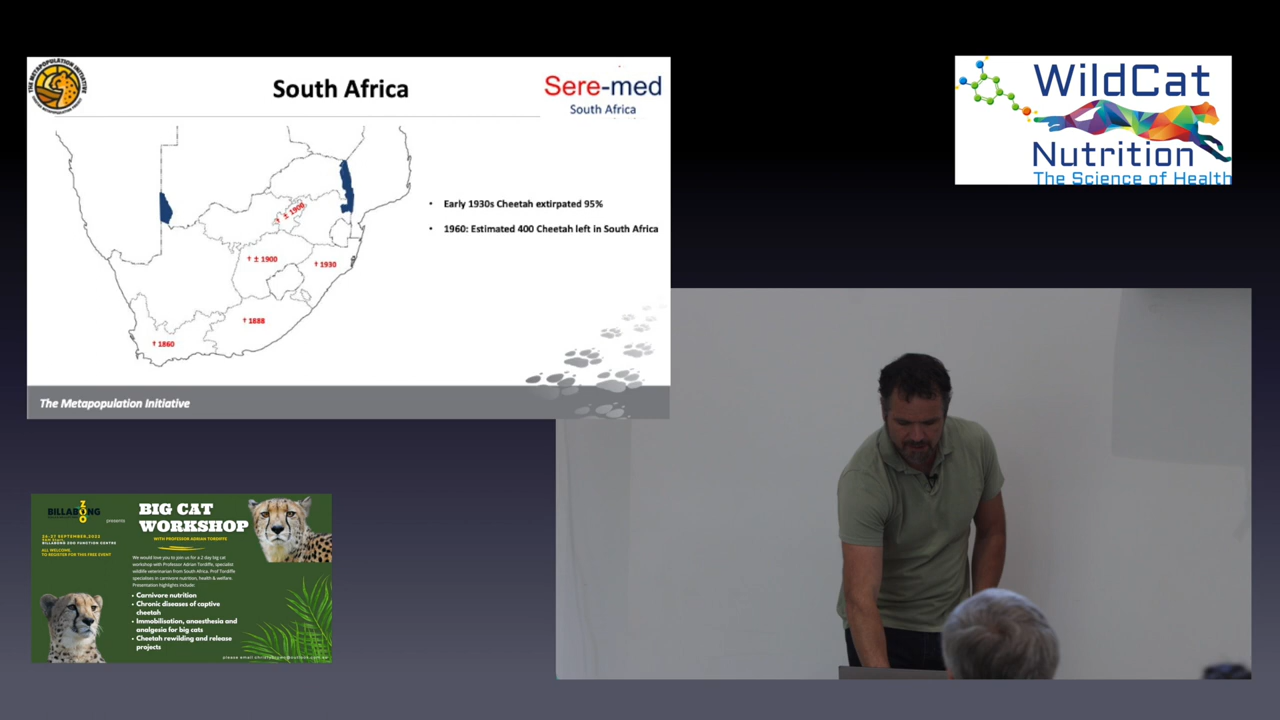 THE METAPOPULATION INITIATIVE
South Africa
Sere-med
South Africa
† ± 1900
† ± 1900
† 1930
† 1888
† 1860
• Early 1930s Cheetah extirpated 95%
• 1960: Estimated 400 Cheetah left in South Africa
The Metapopulation Initiative
WildCat
Nutrition
The Science of Health
BILLABONG
ZOO
presents
BIG CAT
WORKSHOP
WITH PROFESSOR ADRIAN TORDIFFE
BILLABONG ZOO FUNCTION CENTRE
ALL WELCOME.
TO REGISTER FOR THIS FREE EVENT
We would love you to join us for a 2 day big cat
workshop with Professor Adrian Tordiffe, specialist
wildlife veterinarian from South Africa. Prof Tordiffe
specialises in carnivore nutrition, health & welfare.
Presentation highlights include:
• Carnivore nutrition
• Chronic diseases of captive
cheetah
• Immobilisation, anaesthesia and
analgesia for big cats
• Cheetah rewilding and release
projects
please email